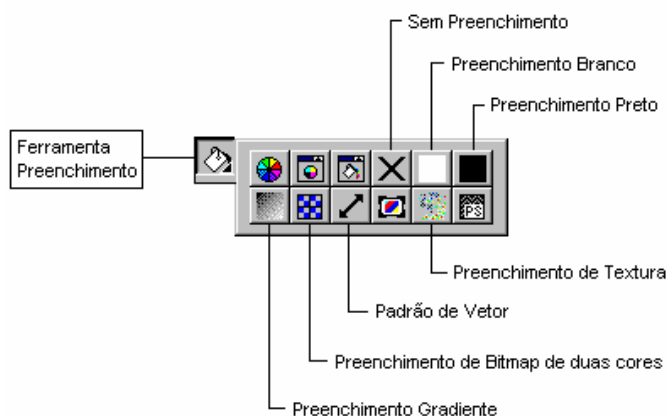 Sem Preenchimento
Preenchimento Branco
Preenchimento Preto
Ferramenta
Preenchimento
PS
Preenchimento de Textura
Padrão de Vetor
Preenchimento de Bitmap de duas cores
Preenchimento Gradiente